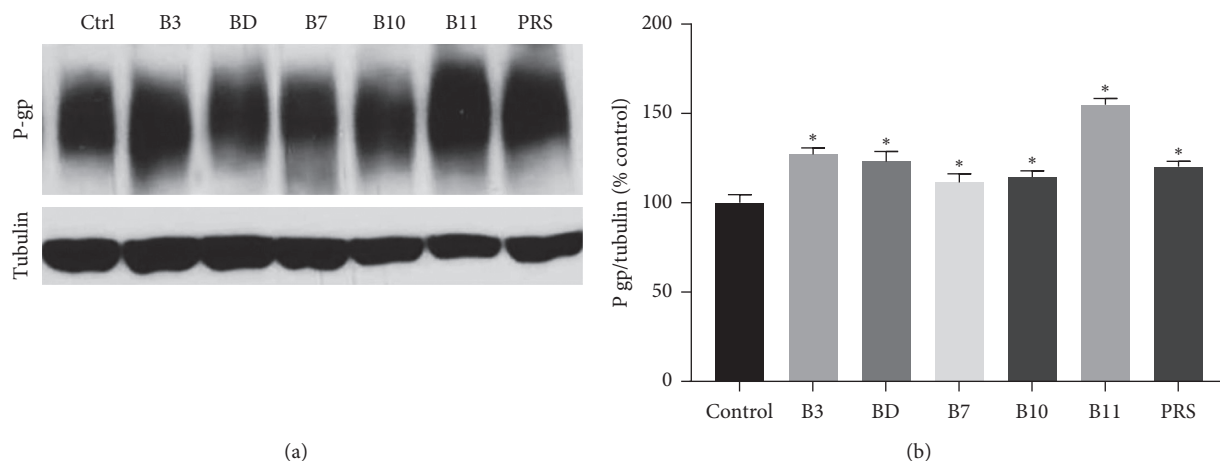 Ctrl B3 BD B7 B10 B11 PRS
P-gp
Tubulin
(a)
P gp/tubulin (% control)
200
150
100
50
0
* * * * * *
Control B3 BD B7 B10 B11 PRS
(b)